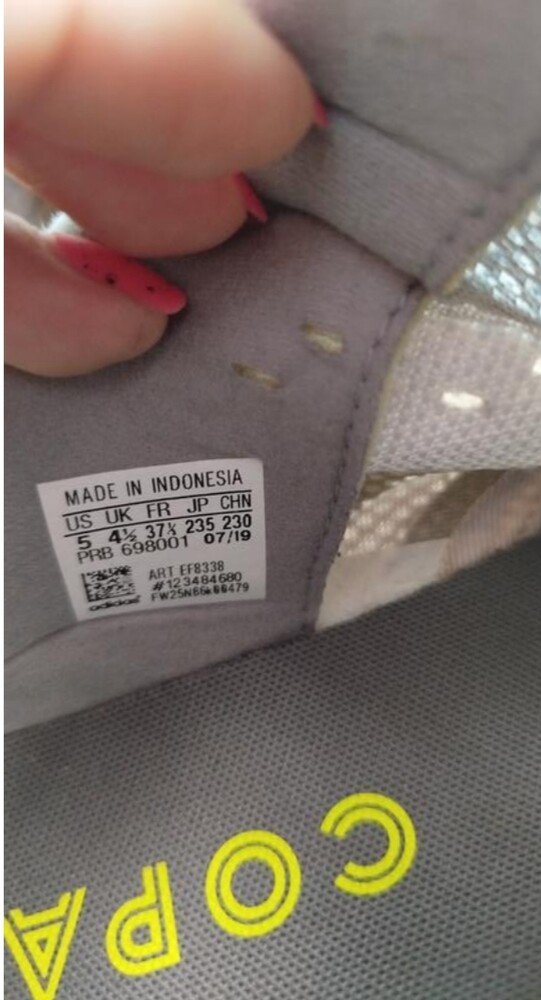 MADE IN INDONESIA
US UK FR JP CHN
5 4½ 37⅓ 235 230
PRB 698001 07/19
ART EF8338
#123484680
adidas
COPA